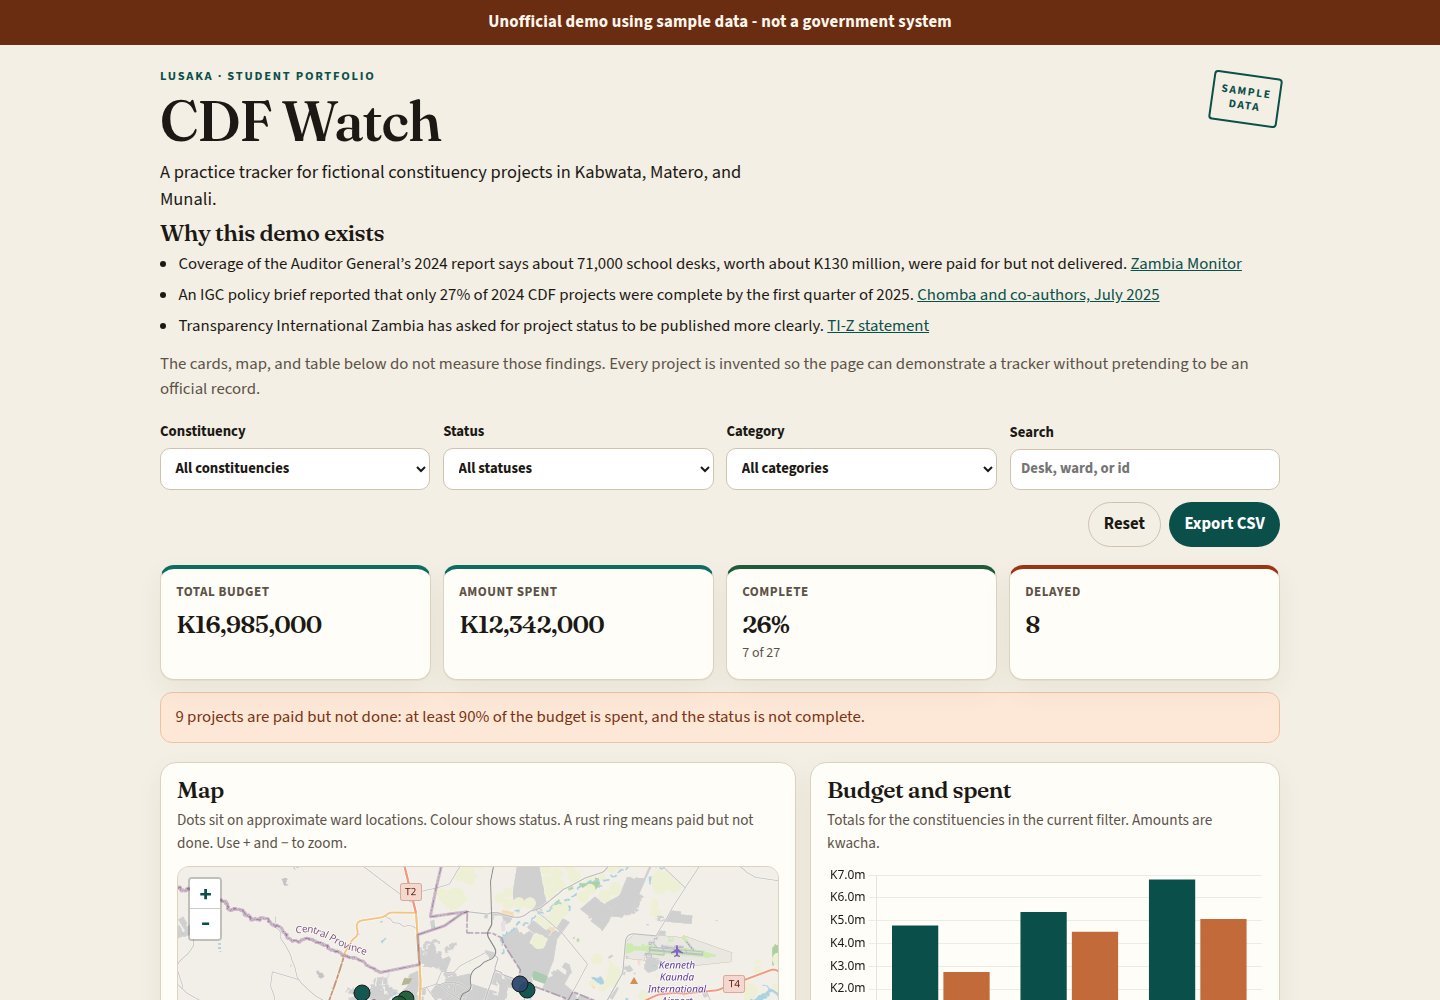 Unofficial demo using sample data - not a government system
LUSAKA · STUDENT PORTFOLIO
CDF Watch
SAMPLE
DATA
A practice tracker for fictional constituency projects in Kabwata, Matero, and
Munali.
Why this demo exists
Coverage of the Auditor General’s 2024 report says about 71,000 school desks, worth about K130 million, were paid for but not delivered. Zambia Monitor
An IGC policy brief reported that only 27% of 2024 CDF projects were complete by the first quarter of 2025. Chomba and co-authors, July 2025
Transparency International Zambia has asked for project status to be published more clearly. TI-Z statement
The cards, map, and table below do not measure those findings. Every project is invented so the page can demonstrate a tracker without pretending to be an
official record.
Constituency
Status
Category
Search
All constituencies
All statuses
All categories
Desk, ward, or id
Reset
Export CSV
TOTAL BUDGET
K16,985,000
AMOUNT SPENT
K12,342,000
COMPLETE
26%
7 of 27
DELAYED
8
9 projects are paid but not done: at least 90% of the budget is spent, and the status is not complete.
Map
Dots sit on approximate ward locations. Colour shows status. A rust ring means paid but not
done. Use + and − to zoom.
+
-
T2
Central Province
Kenneth
Kaunda
International
Airport
T4
Budget and spent
Totals for the constituencies in the current filter. Amounts are
kwacha.
K7.0m
K6.0m
K5.0m
K4.0m
K3.0m
K2.0m